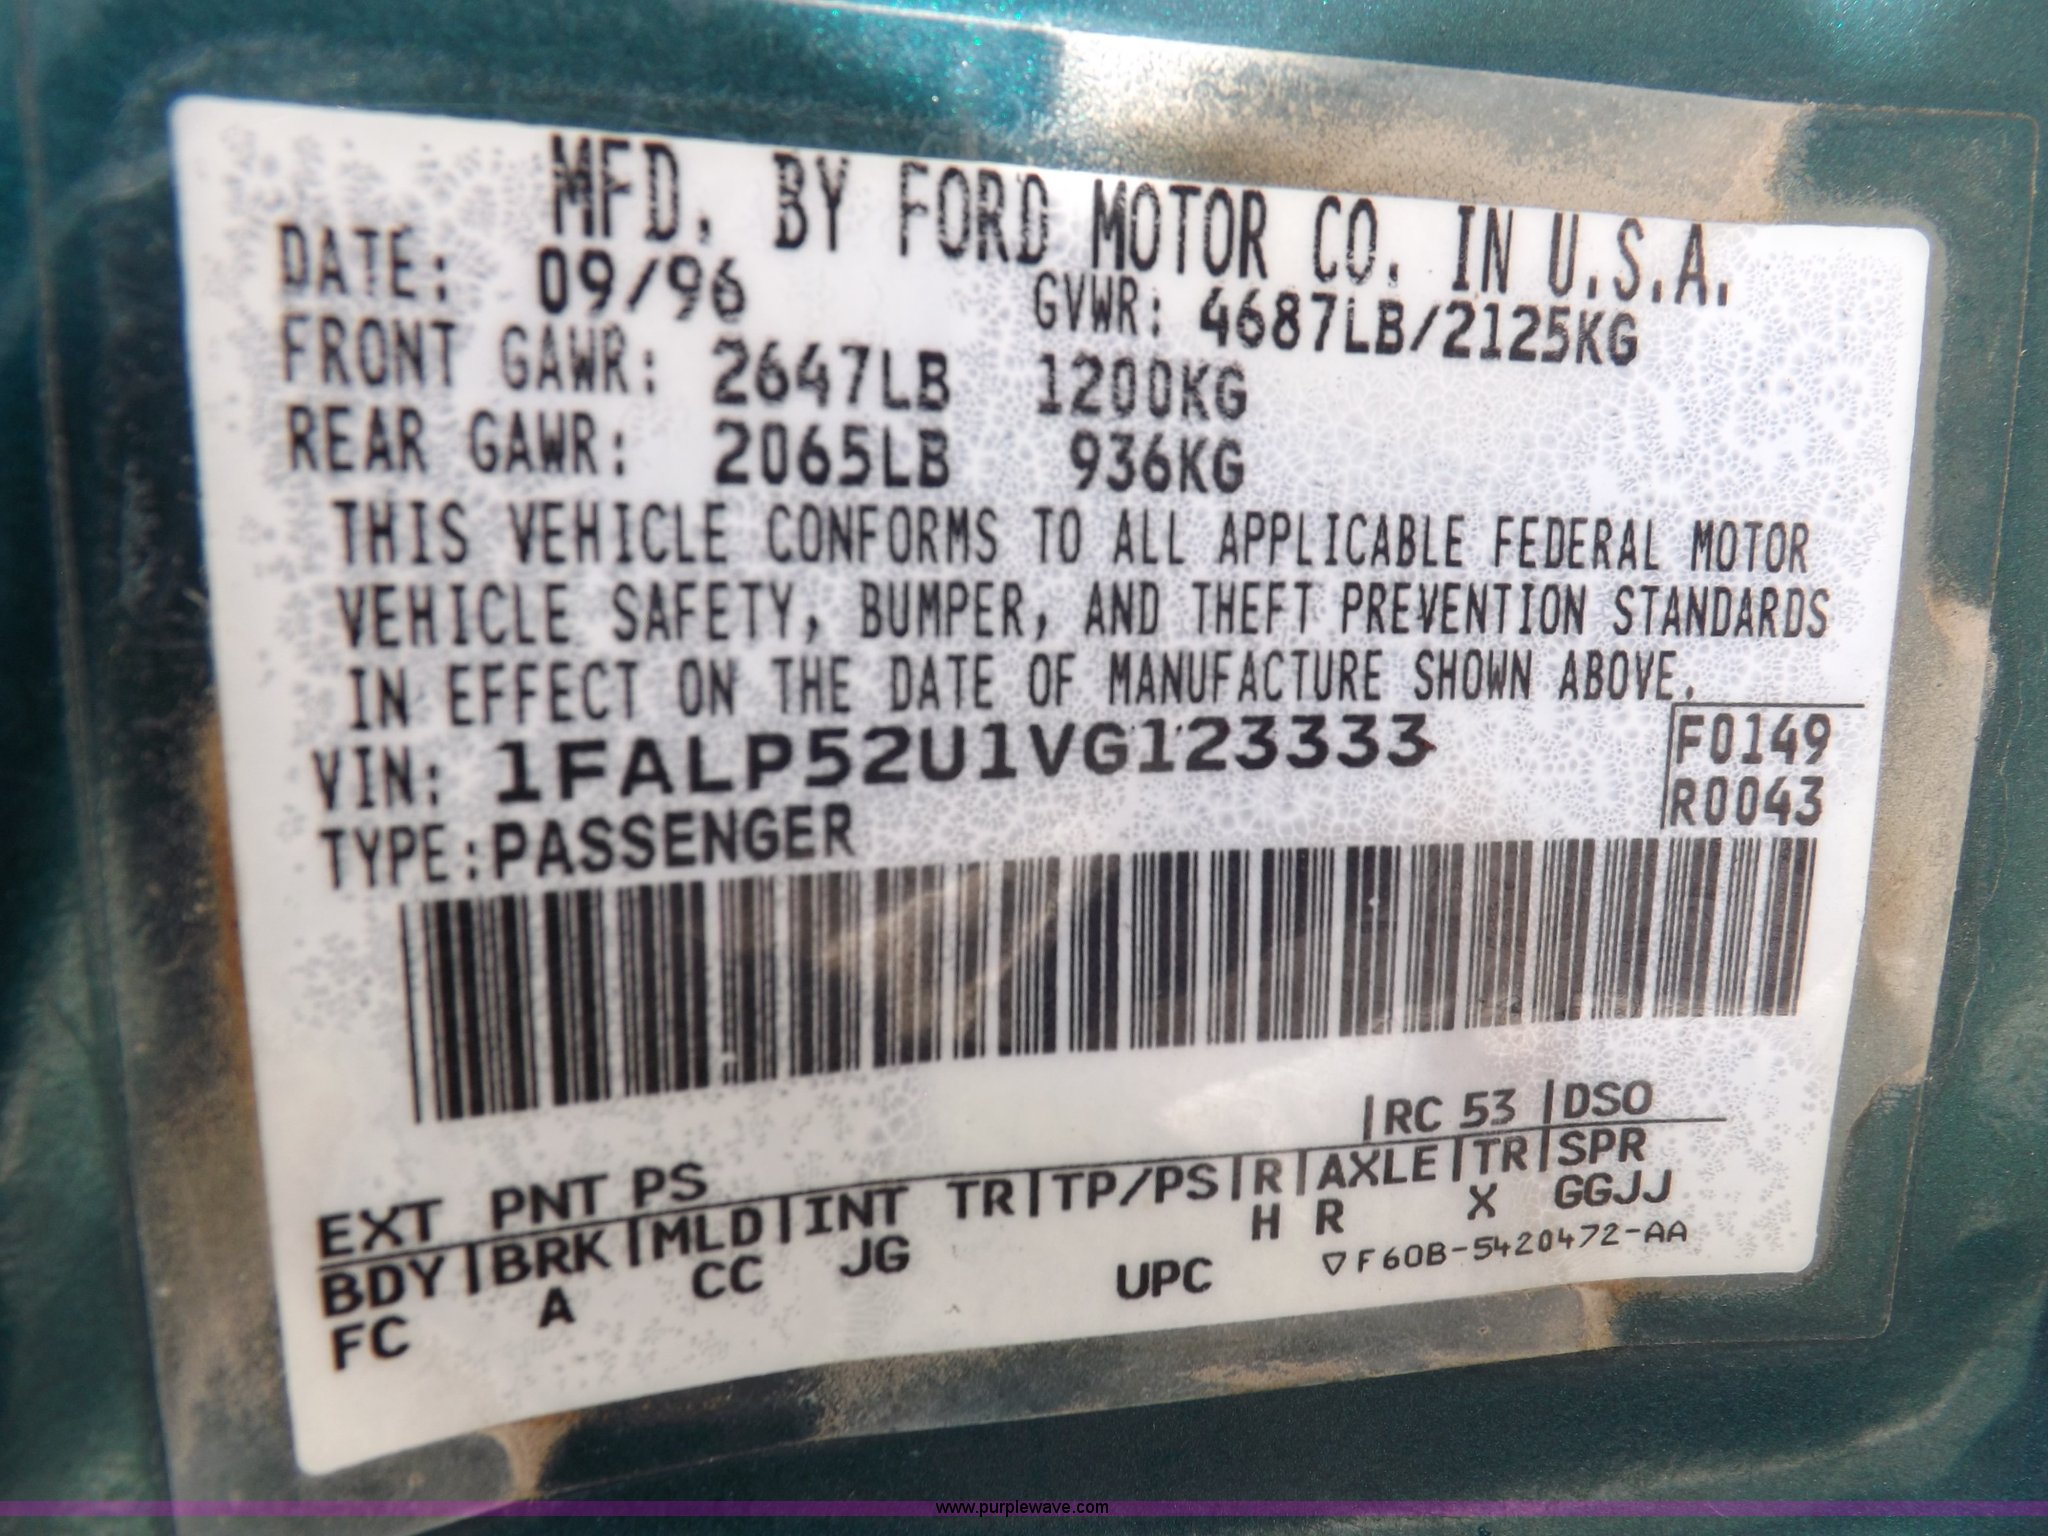 MFD. BY FORD MOTOR CO. IN U.S.A.
DATE: 09/96 GVWR: 4687LB/2125KG
FRONT GAWR: 2647LB 1200KG
REAR GAWR: 2065LB 936KG
THIS VEHICLE CONFORMS TO ALL APPLICABLE FEDERAL MOTOR
VEHICLE SAFETY, BUMPER, AND THEFT PREVENTION STANDARDS
IN EFFECT ON THE DATE OF MANUFACTURE SHOWN ABOVE.
VIN: 1FALP52U1VG123333 F0149
TYPE: PASSENGER R0043
EXT PNT PS RC 53 DSO
BDY BRK MLD INT TR TP/PS R AXLE TR SPR
FC A CC JG H R X GGJJ
UPC ▽F60B-5420472-AA
www.purplewave.com